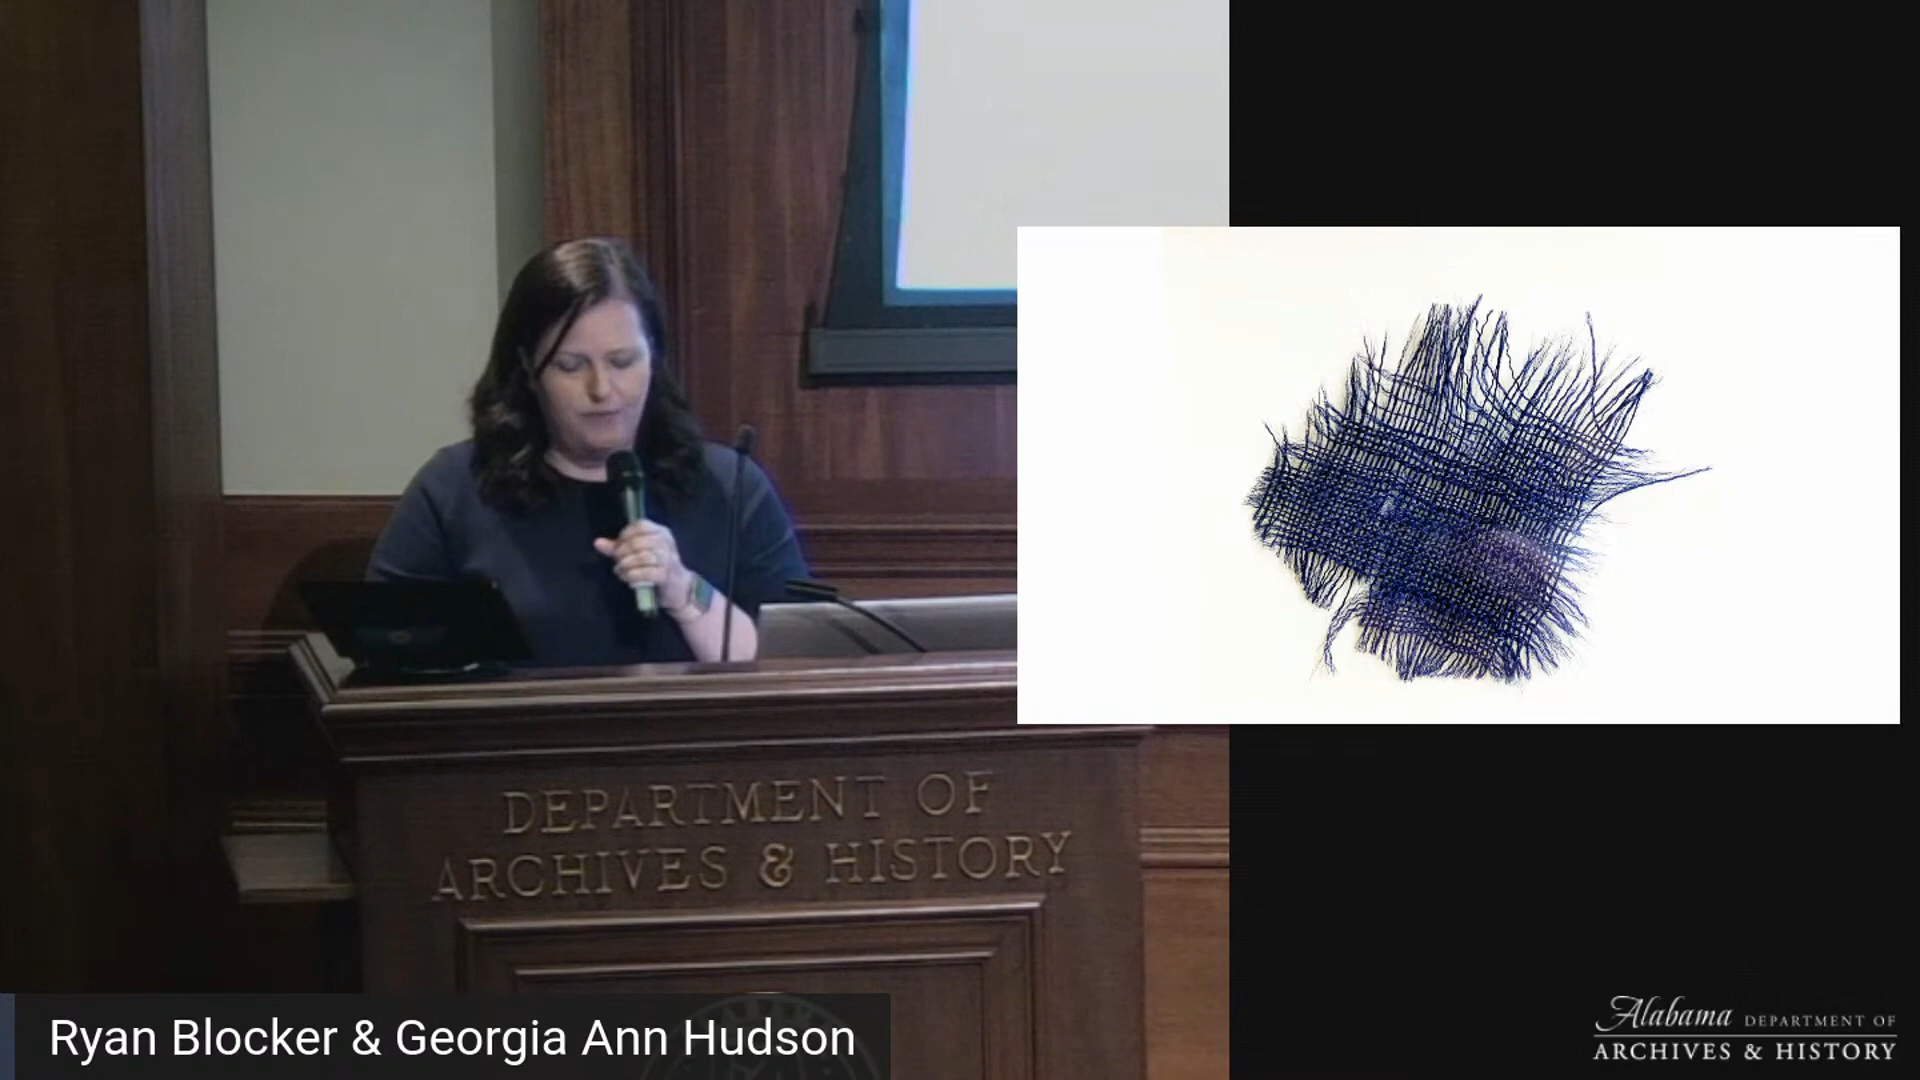 DEPARTMENT OF
ARCHIVES & HISTORY
Ryan Blocker & Georgia Ann Hudson
Alabama DEPARTMENT OF
ARCHIVES & HISTORY